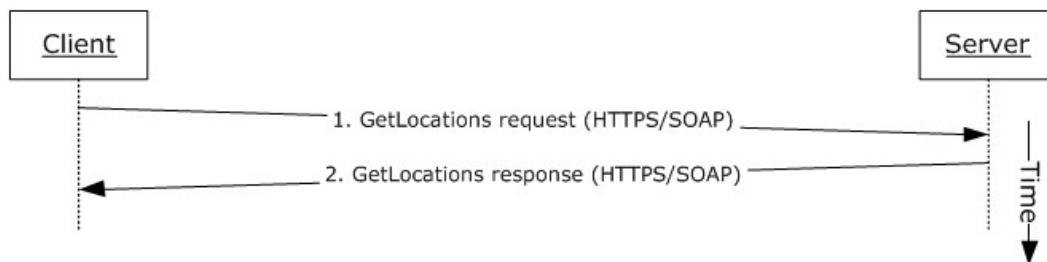 Client
Server
1. GetLocations request (HTTPS/SOAP)
2. GetLocations response (HTTPS/SOAP)
Time